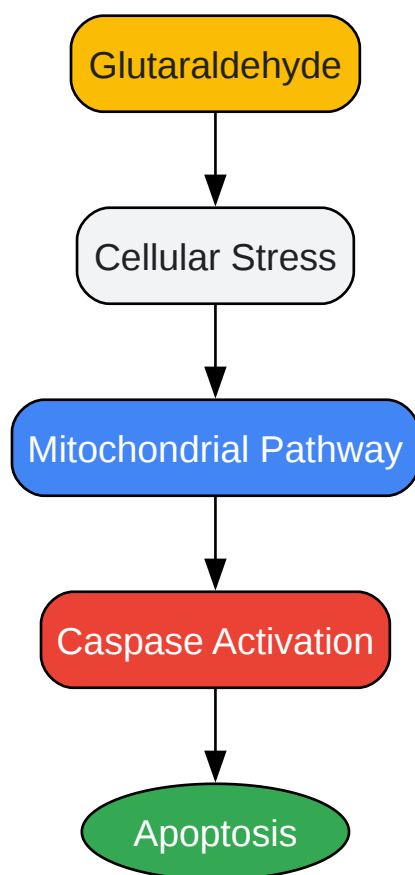 Glutaraldehyde
Cellular Stress
Mitochondrial Pathway
Caspase Activation
Apoptosis